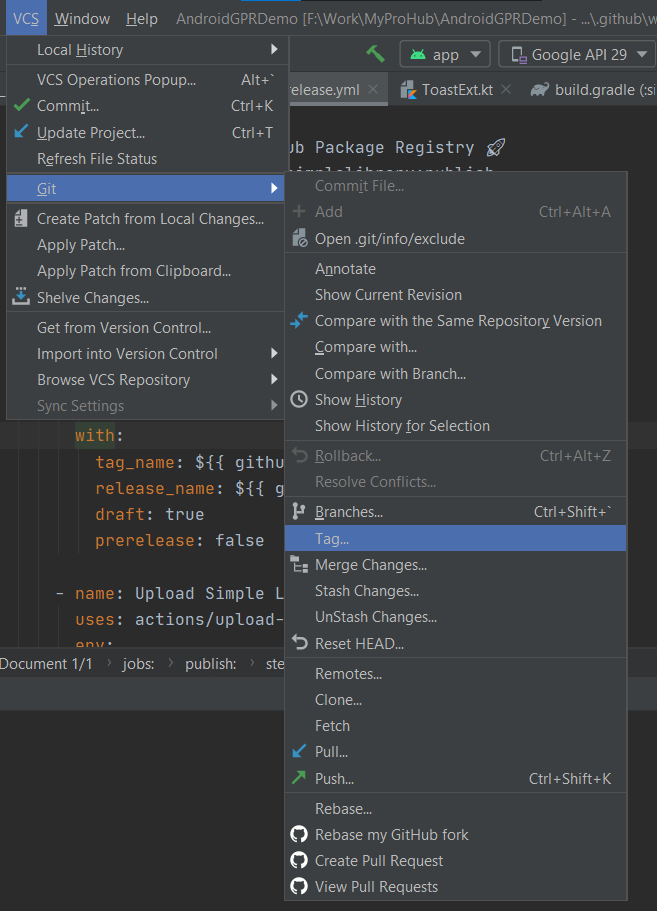 VCS Window Help AndroidGPRDemo [F:\Work\MyProHub\AndroidGPRDemo] - ...\.github\w
Local History
app
Google API 29
VCS Operations Popup... Alt+`
elease.yml
ToastExt.kt
build.gradle (:si
Commit... Ctrl+K
Update Project... Ctrl+T
ub Package Registry 🚀
Refresh File Status
Git
Commit File...
Add Ctrl+Alt+A
Create Patch from Local Changes...
Open .git/info/exclude
Apply Patch...
Apply Patch from Clipboard...
Annotate
Shelve Changes...
Show Current Revision
Get from Version Control...
Compare with the Same Repository Version
Import into Version Control
Compare with...
Browse VCS Repository
Compare with Branch...
Sync Settings
Show History
Show History for Selection
with:
tag_name: ${{ githu
Rollback... Ctrl+Alt+Z
release_name: ${{ g
Resolve Conflicts...
draft: true
Branches... Ctrl+Shift+`
prerelease: false
Tag...
Merge Changes...
- name: Upload Simple L
Stash Changes...
uses: actions/upload-
UnStash Changes...
env:
Reset HEAD...
Document 1/1 › jobs: › publish: › ste
Remotes...
Clone...
Fetch
Pull...
Push... Ctrl+Shift+K
Rebase...
Rebase my GitHub fork
Create Pull Request
View Pull Requests